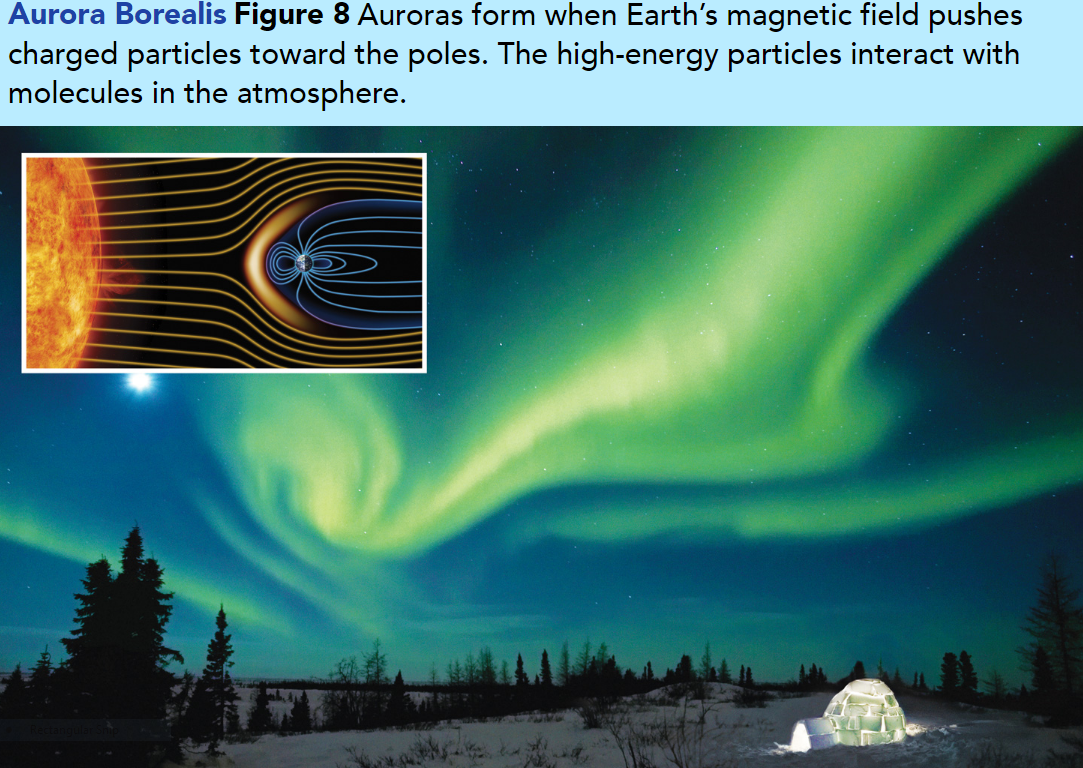 Aurora Borealis Figure 8 Auroras form when Earth’s magnetic field pushes
charged particles toward the poles. The high-energy particles interact with
molecules in the atmosphere.